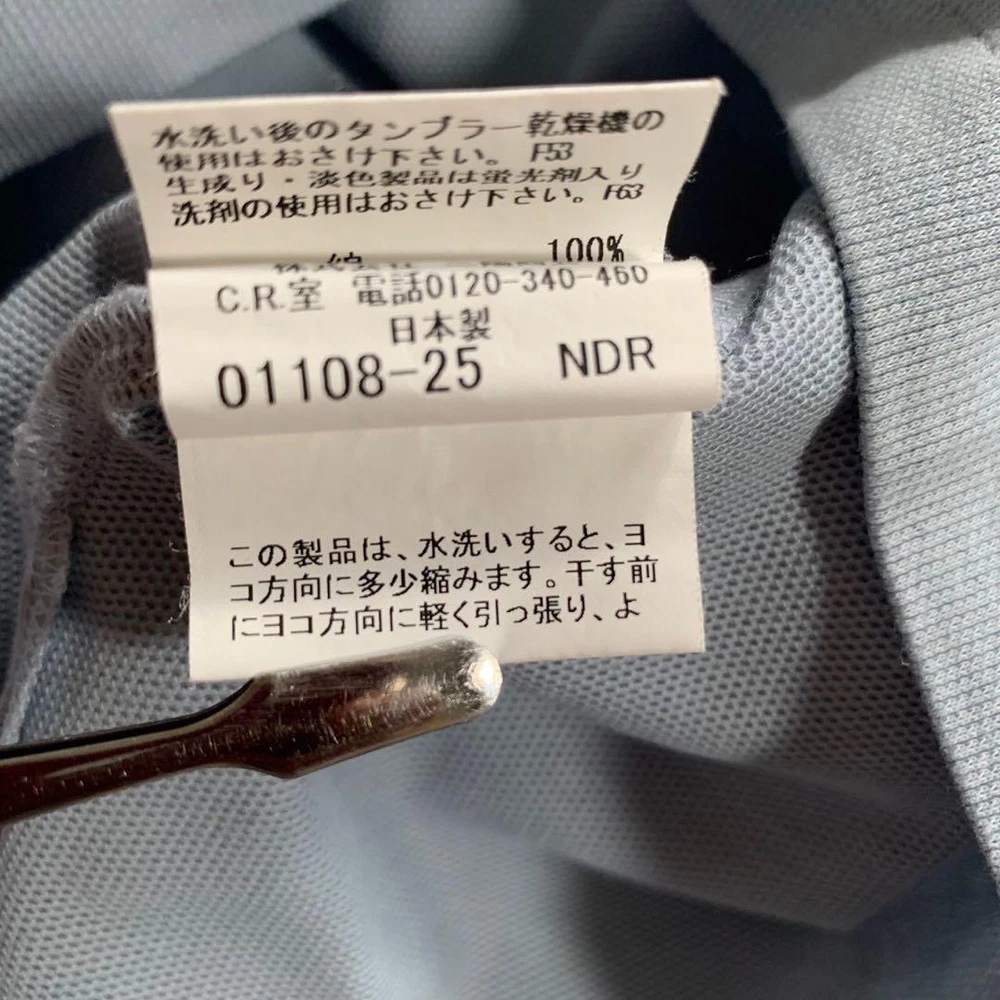 水洗い後のタンブラー乾燥機の
使用はおさけ下さい。 F53
生成り・淡色製品は蛍光剤入り
洗剤の使用はおさけ下さい。F63
綿 100%
C.R.室 電話0120-340-460
日本製
01108-25 NDR
この製品は、水洗いすると、ヨ
コ方向に多少縮みます。干す前
にヨコ方向に軽く引っ張り、よ